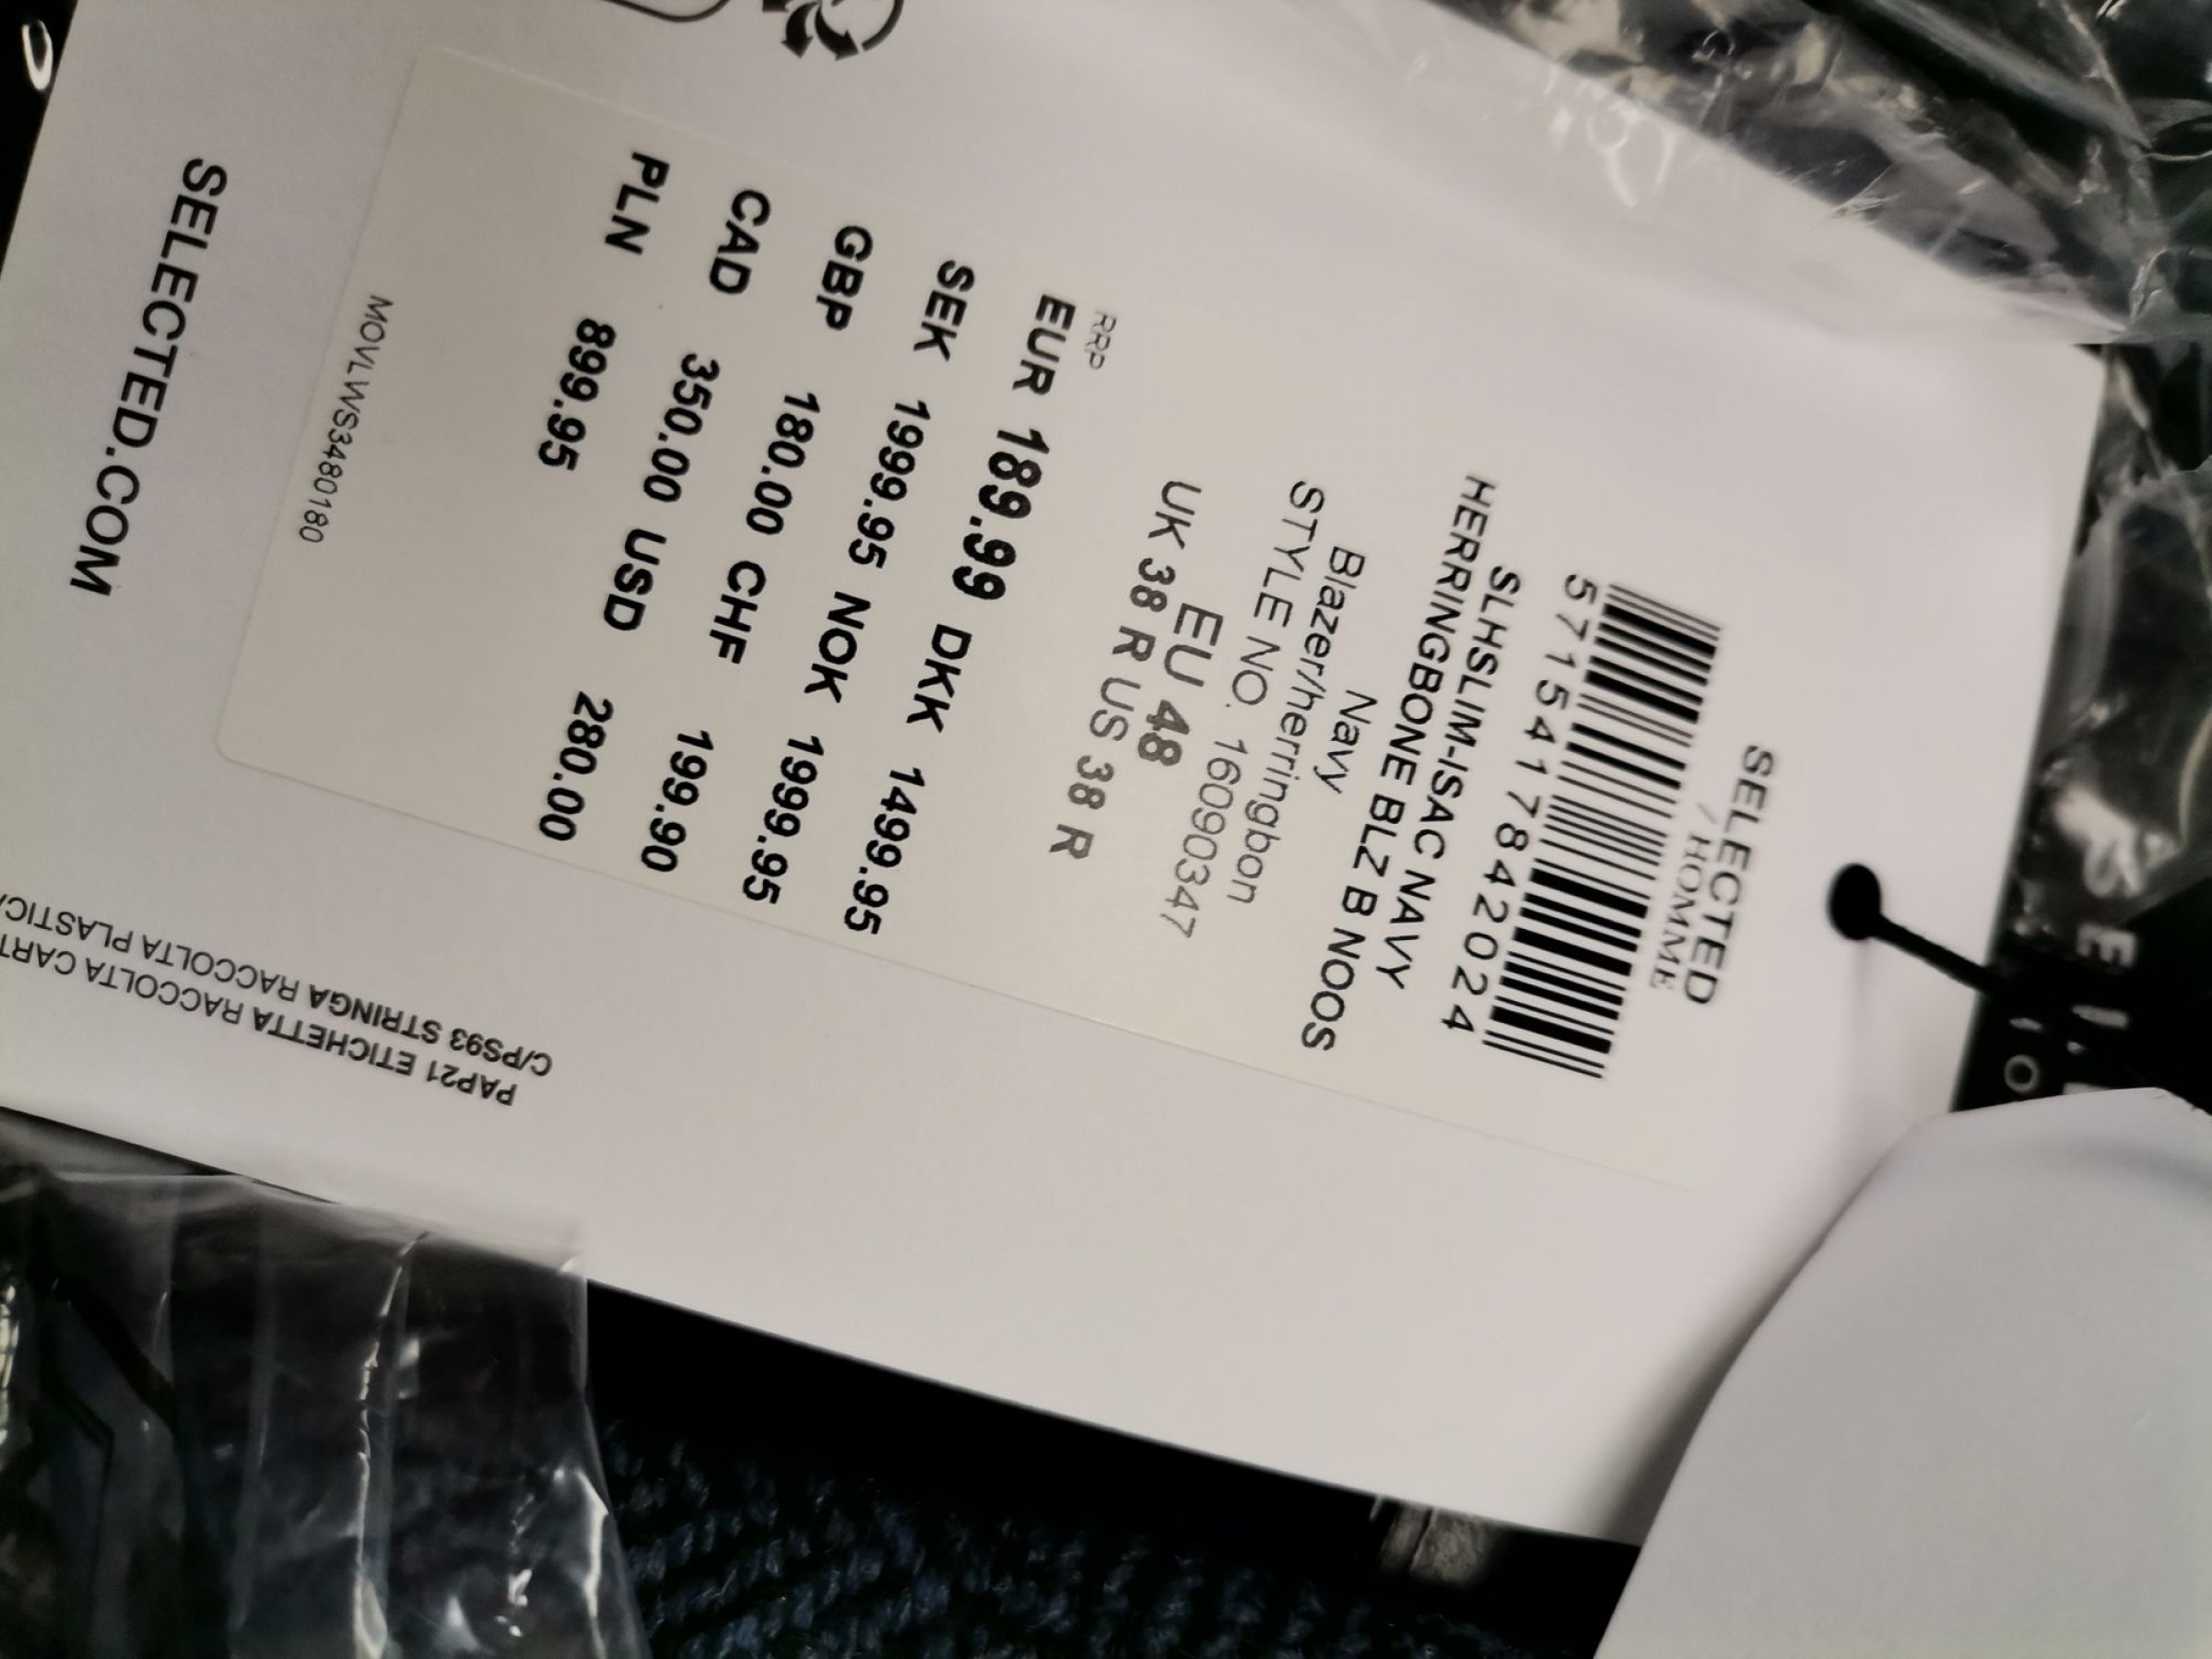 SELECTED
/ HOMME
5715417842024
SLHSLIM-ISAC NAVY
HERRINGBONE BLZ B NOOS
Navy
Blazer/herringbon
STYLE NO. 16090347
EU 48
UK 38 R US 38 R
RRP
EUR 189.99 DKK 1499.95
SEK 1999.95 NOK 1999.95
GBP 180.00 CHF 199.90
CAD 350.00 USD 280.00
PLN 899.95
MOVLWS3480180
SELECTED.COM
PAP21 ETICHETTA RACCOLTA
C/PS93 STRINGA RACCOLTA